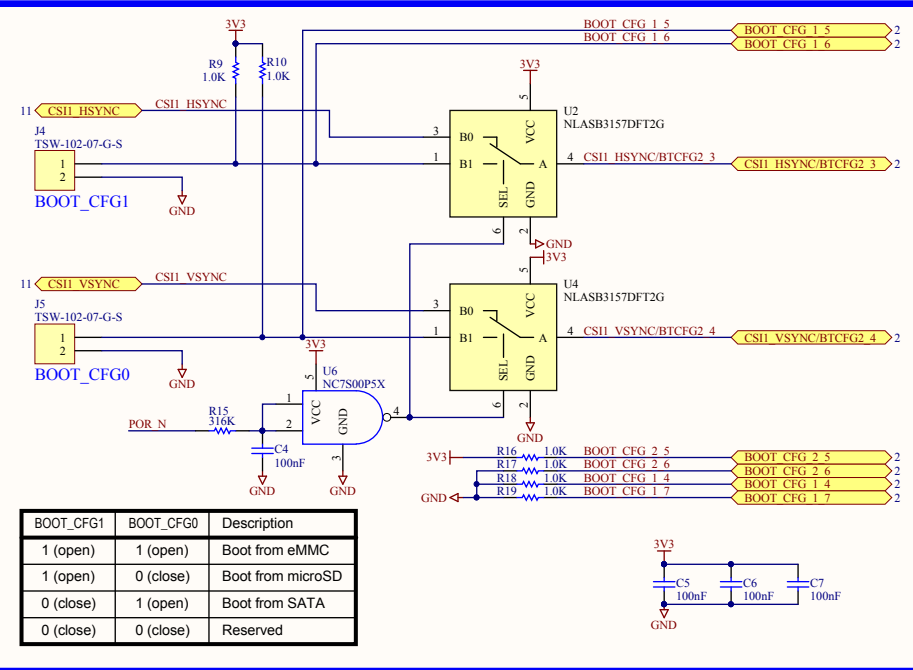 BOOT_CFG_1_5
BOOT_CFG_1_5 2
BOOT_CFG_1_6
BOOT_CFG_1_6 2
3V3
R9
1.0K
R10
1.0K
3V3
11 CSI1_HSYNC
CSI1_HSYNC
5
U2
NLASB3157DFT2G
VCC
J4
TSW-102-07-G-S
3 B0
1
2
1 B1
A 4
CSI1_HSYNC/BTCFG2_3
CSI1_HSYNC/BTCFG2_3 2
SEL
GND
BOOT_CFG1
GND
6
2
GND
3V3
11 CSI1_VSYNC
CSI1_VSYNC
5
U4
NLASB3157DFT2G
VCC
J5
TSW-102-07-G-S
3 B0
1
2
1 B1
A 4
CSI1_VSYNC/BTCFG2_4
CSI1_VSYNC/BTCFG2_4 2
SEL
GND
BOOT_CFG0
GND
6
2
GND
3V3
5
U6
NC7S00P5X
1
2
VCC
GND
4
3
POR_N
R15
316K
C4
100nF
GND
GND
3V3
R16 1.0K BOOT_CFG_2_5
BOOT_CFG_2_5 2
R17 1.0K BOOT_CFG_2_6
BOOT_CFG_2_6 2
R18 1.0K BOOT_CFG_1_4
BOOT_CFG_1_4 2
GND
R19 1.0K BOOT_CFG_1_7
BOOT_CFG_1_7 2
BOOT_CFG1 BOOT_CFG0 Description
1 (open) 1 (open) Boot from eMMC
1 (open) 0 (close) Boot from microSD
0 (close) 1 (open) Boot from SATA
0 (close) 0 (close) Reserved
3V3
C5
100nF
C6
100nF
C7
100nF
GND